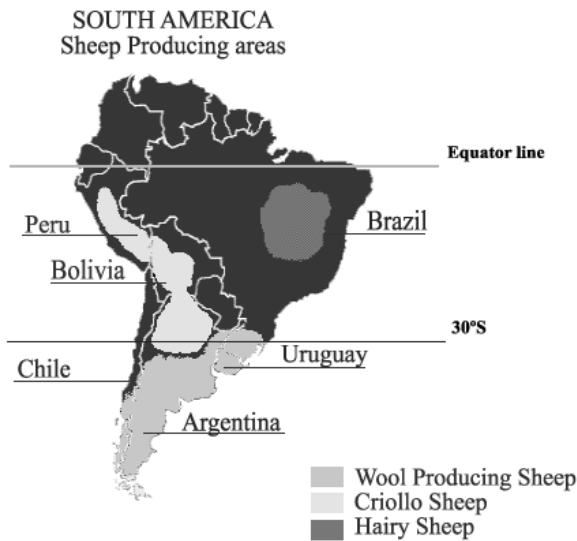 SOUTH AMERICA
Sheep Producing areas
Equator line
Peru
Brazil
Bolivia
30ºS
Uruguay
Chile
Argentina
Wool Producing Sheep
Criollo Sheep
Hairy Sheep